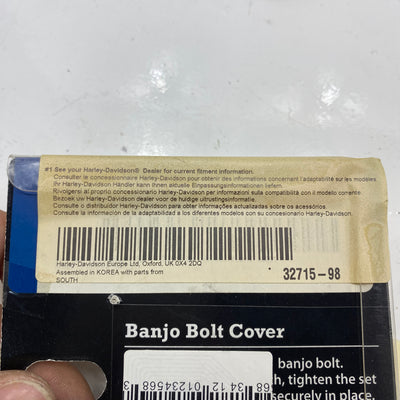 #1 See your Harley-Davidson® Dealer for current fitment information.
Consulter le concessionnaire Harley-Davidson pour obtenir des informations concernant l'adaptabilité sur les modèles.
Ihr Harley-Davidson Händler kann Ihnen aktuelle Einpassungsinformationen liefern.
Rivolgersi al proprio concessionario Harley-Davidson per informazioni sulla compatibilità con il modello corrente.
Bezoek uw Harley-Davidson dealer voor de huidige uitrustingsinformatie.
Consulte o distribuidor Harley-Davidson para obter informações actualizadas sobre os acessórios.
Consulte la información de la adaptabilidad a los diferentes modelos con su concesionario Harley-Davidson.
Harley-Davidson Europe Ltd, Oxford, UK 0X4 2DQ
Assembled in KOREA with parts from
SOUTH
32715-98
Banjo Bolt Cover
banjo bolt.
, tighten the set
securely in place.
68 34 12
01234568